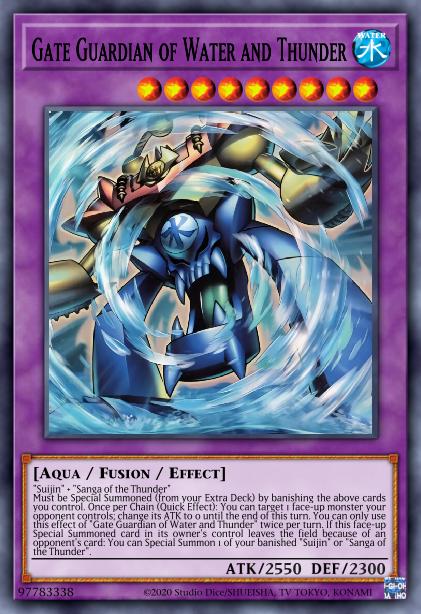 GATE GUARDIAN OF WATER AND THUNDER
WATER
水
[AQUA / FUSION / EFFECT]
"Suijin" + "Sanga of the Thunder"
Must be Special Summoned (from your Extra Deck) by banishing the above cards
you control. Once per Chain (Quick Effect): You can target 1 face-up monster your
opponent controls; change its ATK to 0 until the end of this turn. You can only use
this effect of "Gate Guardian of Water and Thunder" twice per turn. If this face-up
Special Summoned card in its owner's control leaves the field because of an
opponent's card: You can Special Summon 1 of your banished "Suijin" or "Sanga of
the Thunder".
ATK/2550 DEF/2300
97783338
©2020 Studio Dice/SHUEISHA, TV TOKYO, KONAMI